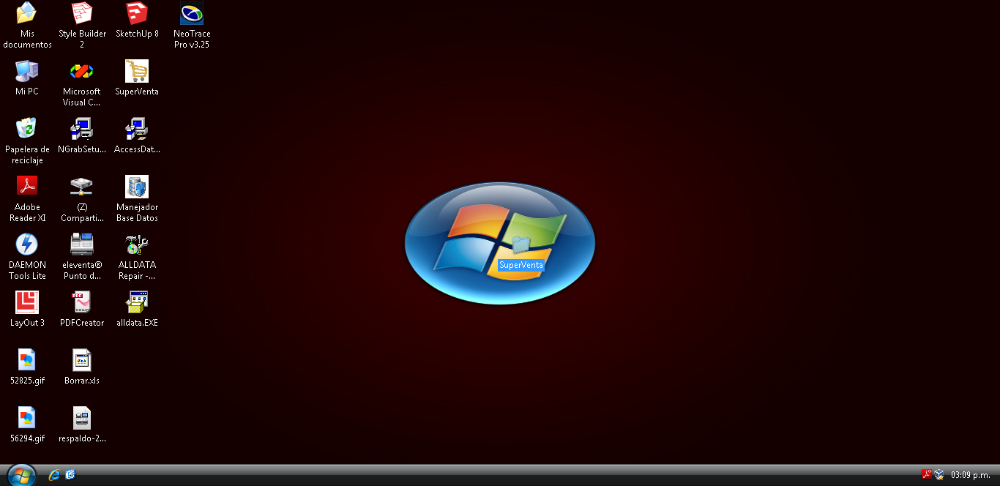 Mis
documentos
Style Builder
2
SketchUp 8
NeoTrace
Pro v3.25
Mi PC
Microsoft
Visual C...
SuperVenta
Papelera de
reciclaje
NGrabSetu...
AccessDat...
Adobe
Reader XI
(Z)
Comparti...
Manejador
Base Datos
DAEMON
Tools Lite
eleventa®
Punto d...
ALLDATA
Repair -...
SuperVenta
LayOut 3
PDFCreator
alldata.EXE
52825.gif
Borrar.xls
56294.gif
respaldo-2...
03:09 p.m.